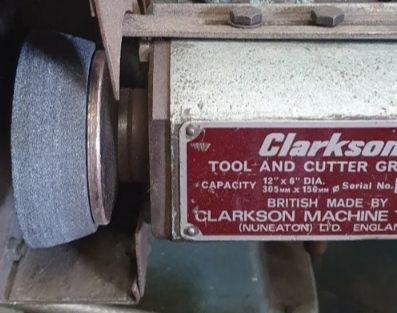 Clarkson
TOOL AND CUTTER GR
CAPACITY 12" x 6" DIA.
305MM x 150MM ø Serial No.
BRITISH MADE BY
CLARKSON MACHINE
(NUNEATON) LTD. ENGLA